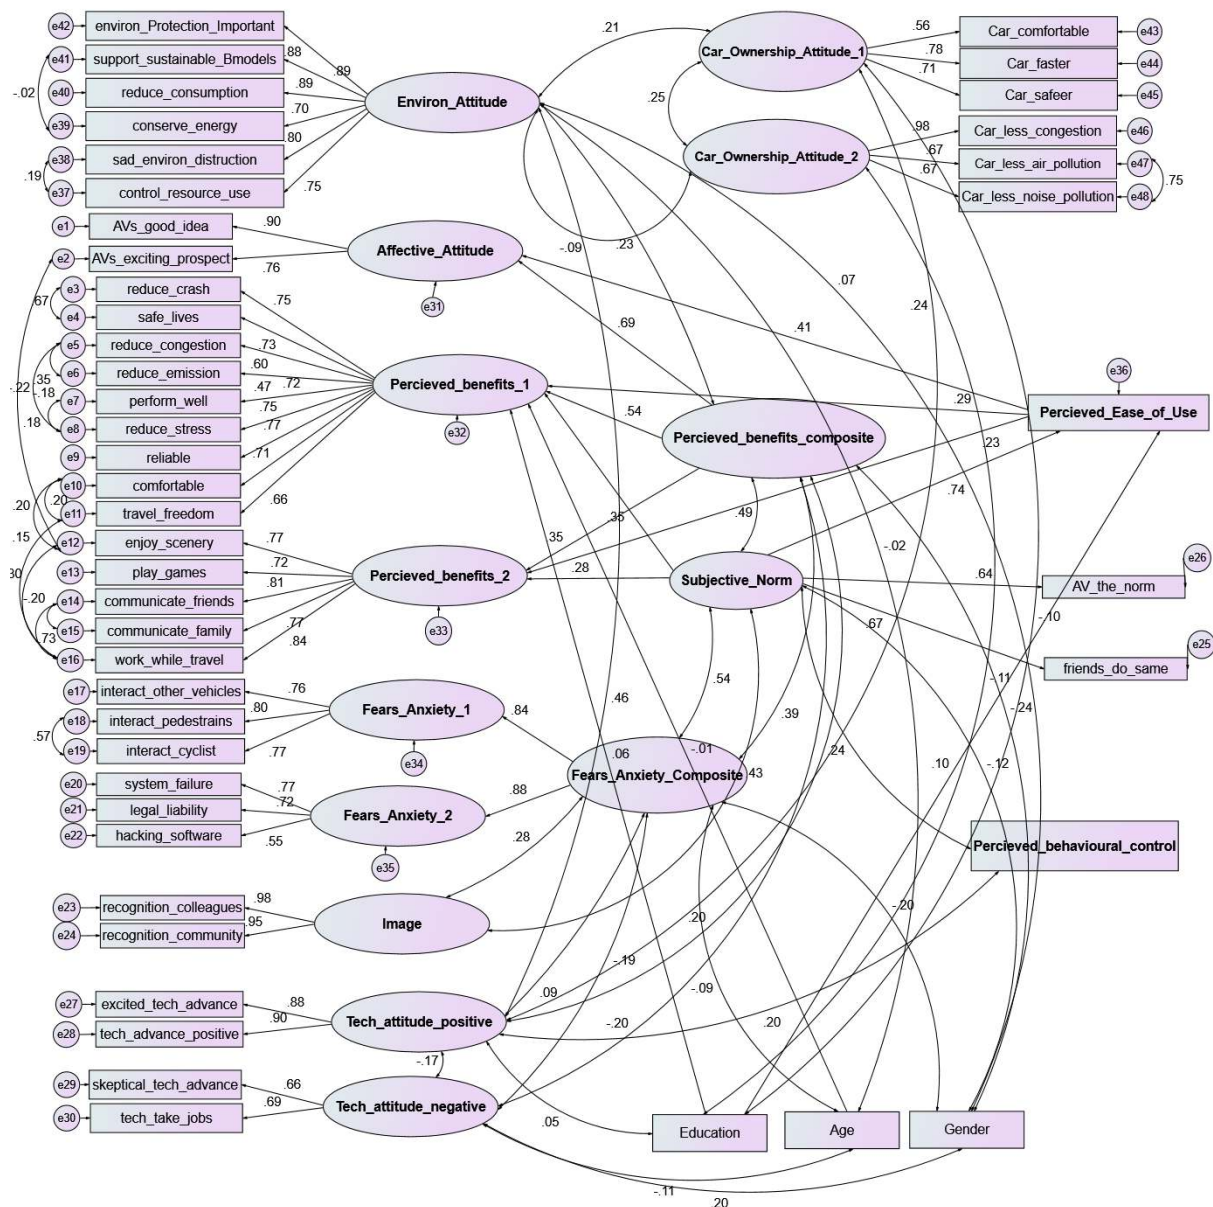 e42 environ_Protection_Important
e41 support_sustainable_Bmodels .88
-.02 e40 reduce_consumption .89 .89
e39 conserve_energy .70
e38 sad_environ_distruction .80
.19 e37 control_resource_use .75
Environ_Attitude
.21
Car_Ownership_Attitude_1
.25
Car_Ownership_Attitude_2
.56 Car_comfortable e43
.78 Car_faster e44
.71 Car_safeer e45
.98 Car_less_congestion e46
.67 Car_less_air_pollution e47
.67 Car_less_noise_pollution e48
.75
e1 AVs_good_idea .90
e2 AVs_exciting_prospect .76
Affective_Attitude
e31
-.09 .23 .07
.24
.69 .41
e3 reduce_crash .75
.67 e4 safe_lives
e5 reduce_congestion .73
e6 reduce_emission .60
.35 e7 perform_well .47 .72
-.18
-.22
e8 reduce_stress .75
.18
.77
e9 reliable
.71
e10 comfortable
.20 .20
e11 travel_freedom .66
Percieved_benefits_1
e32
.54
Percieved_benefits_composite
.29
e36
Percieved_Ease_of_Use
.23
.74
.49
.35 .35
-.02
.15 e12 enjoy_scenery .77
e13 play_games .72
30
-.20 e14 communicate_friends .81
e15 communicate_family .77
.73 e16 work_while_travel .84
Percieved_benefits_2
e33
.28
Subjective_Norm
.64
e26
AV_the_norm
-.10
.67
e25
friends_do_same
e17 interact_other_vehicles .76
e18 interact_pedestrains .80
.57 e19 interact_cyclist .77
Fears_Anxiety_1
e34
.84
.54
.46
.39
-.11
-.24
e20 system_failure .77
e21 legal_liability .72
e22 hacking_software .55
Fears_Anxiety_2
e35
.88
Fears_Anxiety_Composite
.06 -.01
43
24
.10
-.12
.28
Percieved_behavioural_control
e23 recognition_colleagues .98
e24 recognition_community .95
Image
.20
-.20
-.19
e27 excited_tech_advance .88
e28 tech_advance_positive .90
Tech_attitude_positive
.09
-.09
-.20
.20
-.17
e29 skeptical_tech_advance .66
e30 tech_take_jobs .69
Tech_attitude_negative
.05
Education
Age
Gender
-.11
.20